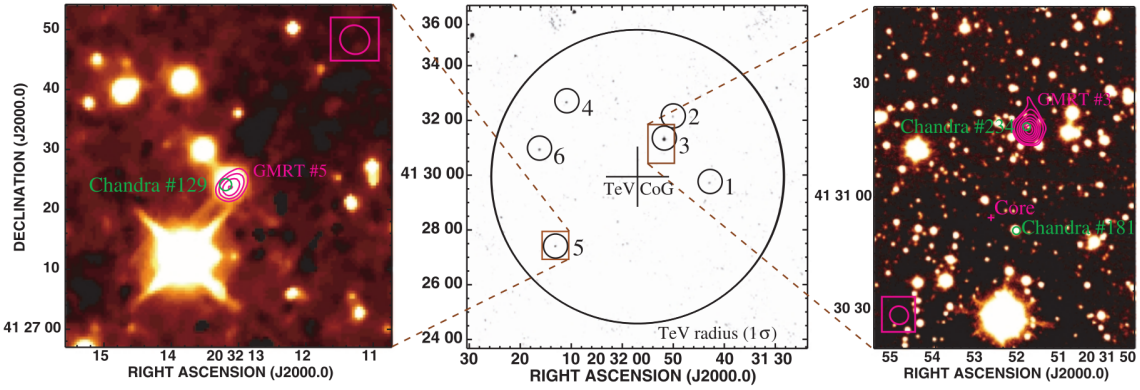 DECLINATION (J2000.0)
50
40
30
20
10
41 27 00
GMRT #5
Chandra #129
15 14 20 32 13 12 11
RIGHT ASCENSION (J2000.0)
36 00
34 00
32 00
41 30 00
28 00
26 00
24 00
4
2
3
6
1
TeV CoG
5
TeV radius (1σ)
30 20 10 20 32 00 50 40 31 30
RIGHT ASCENSION (J2000.0)
30
41 31 00
30 30
GMRT #3
Chandra #234
Core
Chandra #181
55 54 53 52 51 20 31 50
RIGHT ASCENSION (J2000.0)